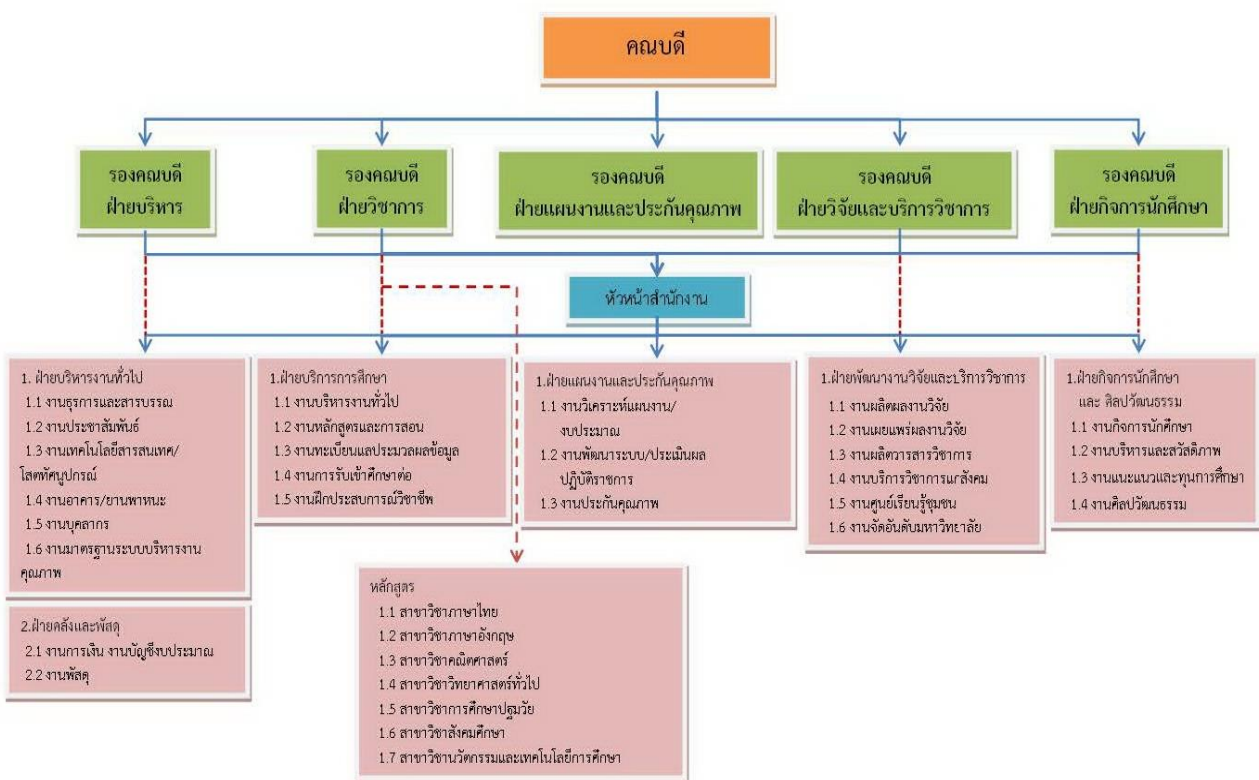 คณบดี
รองคณบดี
ฝ่ายบริหาร
รองคณบดี
ฝ่ายวิชาการ
รองคณบดี
ฝ่ายแผนงานและประกันคุณภาพ
รองคณบดี
ฝ่ายวิจัยและบริการวิชาการ
รองคณบดี
ฝ่ายกิจการนักศึกษา
หัวหน้าสำนักงาน
1. ฝ่ายบริหารงานทั่วไป
1.1 งานธุรการและสารบรรณ
1.2 งานประชาสัมพันธ์
1.3 งานเทคโนโลยีสารสนเทศ/
โสตทัศนูปกรณ์
1.4 งานอาคาร/ยานพาหนะ
1.5 งานบุคลากร
1.6 งานมาตรฐานระบบบริหารงาน
คุณภาพ
2.ฝ่ายคลังและพัสดุ
2.1 งานการเงิน งานบัญชีงบประมาณ
2.2 งานพัสดุ
1.ฝ่ายบริการการศึกษา
1.1 งานบริหารงานทั่วไป
1.2 งานหลักสูตรและการสอน
1.3 งานทะเบียนแลประมวลผลข้อมูล
1.4 งานการรับเข้าศึกษาต่อ
1.5 งานฝึกประสบการณ์วิชาชีพ
หลักสูตร
1.1 สาขาวิชาภาษาไทย
1.2 สาขาวิชาภาษาอังกฤษ
1.3 สาขาวิชาคณิตศาสตร์
1.4 สาขาวิชาวิทยาศาสตร์ทั่วไป
1.5 สาขาวิชาการศึกษาปฐมวัย
1.6 สาขาวิชาสังคมศึกษา
1.7 สาขาวิชานวัตกรรมและเทคโนโลยีการศึกษา
1.ฝ่ายแผนงานและประกันคุณภาพ
1.1 งานวิเคราะห์แผนงาน/
งบประมาณ
1.2 งานพัฒนาระบบ/ประเมินผล
ปฏิบัติราชการ
1.3 งานประกันคุณภาพ
1.ฝ่ายพัฒนางานวิจัยและบริการวิชาการ
1.1 งานผลิตผลงานวิจัย
1.2 งานเผยแพร่ผลงานวิจัย
1.3 งานผลิตวารสารวิชาการ
1.4 งานบริการวิชาการแก่สังคม
1.5 งานศูนย์เรียนรู้ชุมชน
1.6 งานจัดอันดับมหาวิทยาลัย
1.ฝ่ายกิจการนักศึกษา
และ ศิลปวัฒนธรรม
1.1 งานกิจการนักศึกษา
1.2 งานบริหารและสวัสดิภาพ
1.3 งานแนะแนวและทุนการศึกษา
1.4 งานศิลปวัฒนธรรม